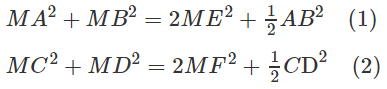 MA² + MB² = 2ME² + ½AB² (1)
MC² + MD² = 2MF² + ½CD² (2)